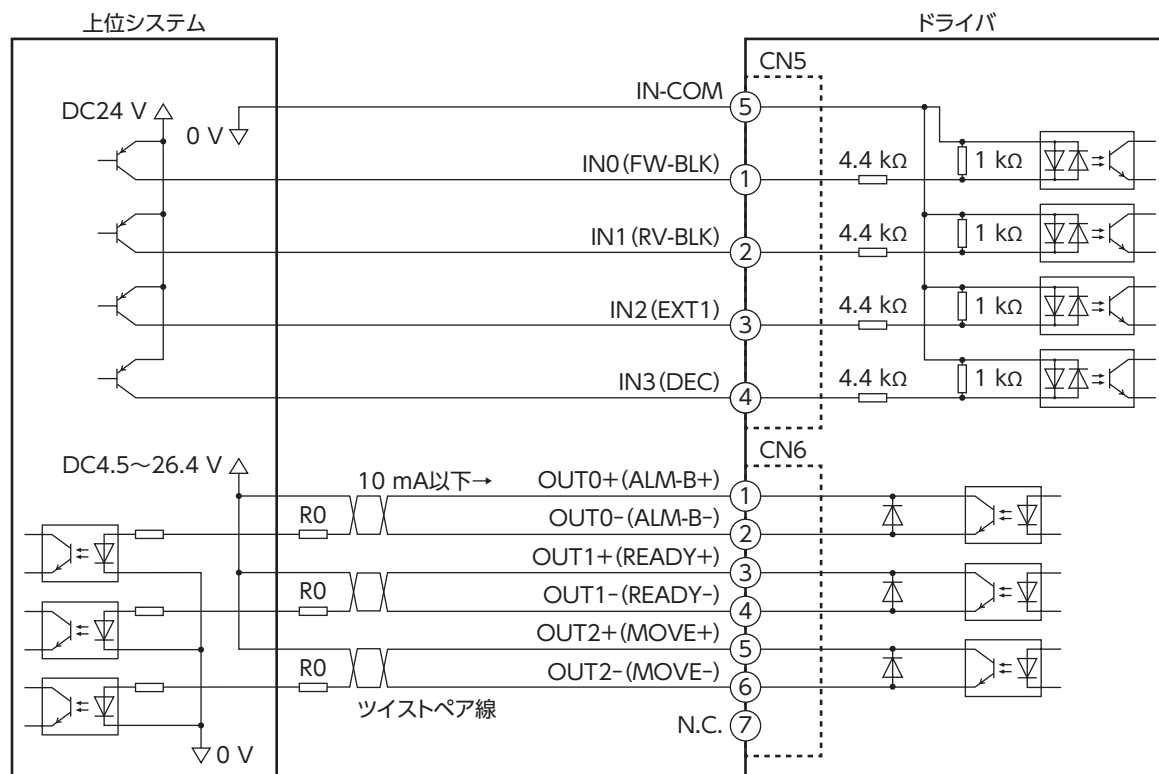 上位システム
ドライバ
CN5
IN-COM
5
DC24 V
0 V
IN0(FW-BLK)
1
4.4 kΩ
1 kΩ
IN1(RV-BLK)
2
4.4 kΩ
1 kΩ
IN2(EXT1)
3
4.4 kΩ
1 kΩ
IN3(DEC)
4
4.4 kΩ
1 kΩ
CN6
DC4.5~26.4 V
10 mA以下→
OUT0+(ALM-B+)
1
R0
OUT0-(ALM-B-)
2
OUT1+(READY+)
3
R0
OUT1-(READY-)
4
OUT2+(MOVE+)
5
R0
OUT2-(MOVE-)
6
ツイストペア線
N.C.
7
0 V